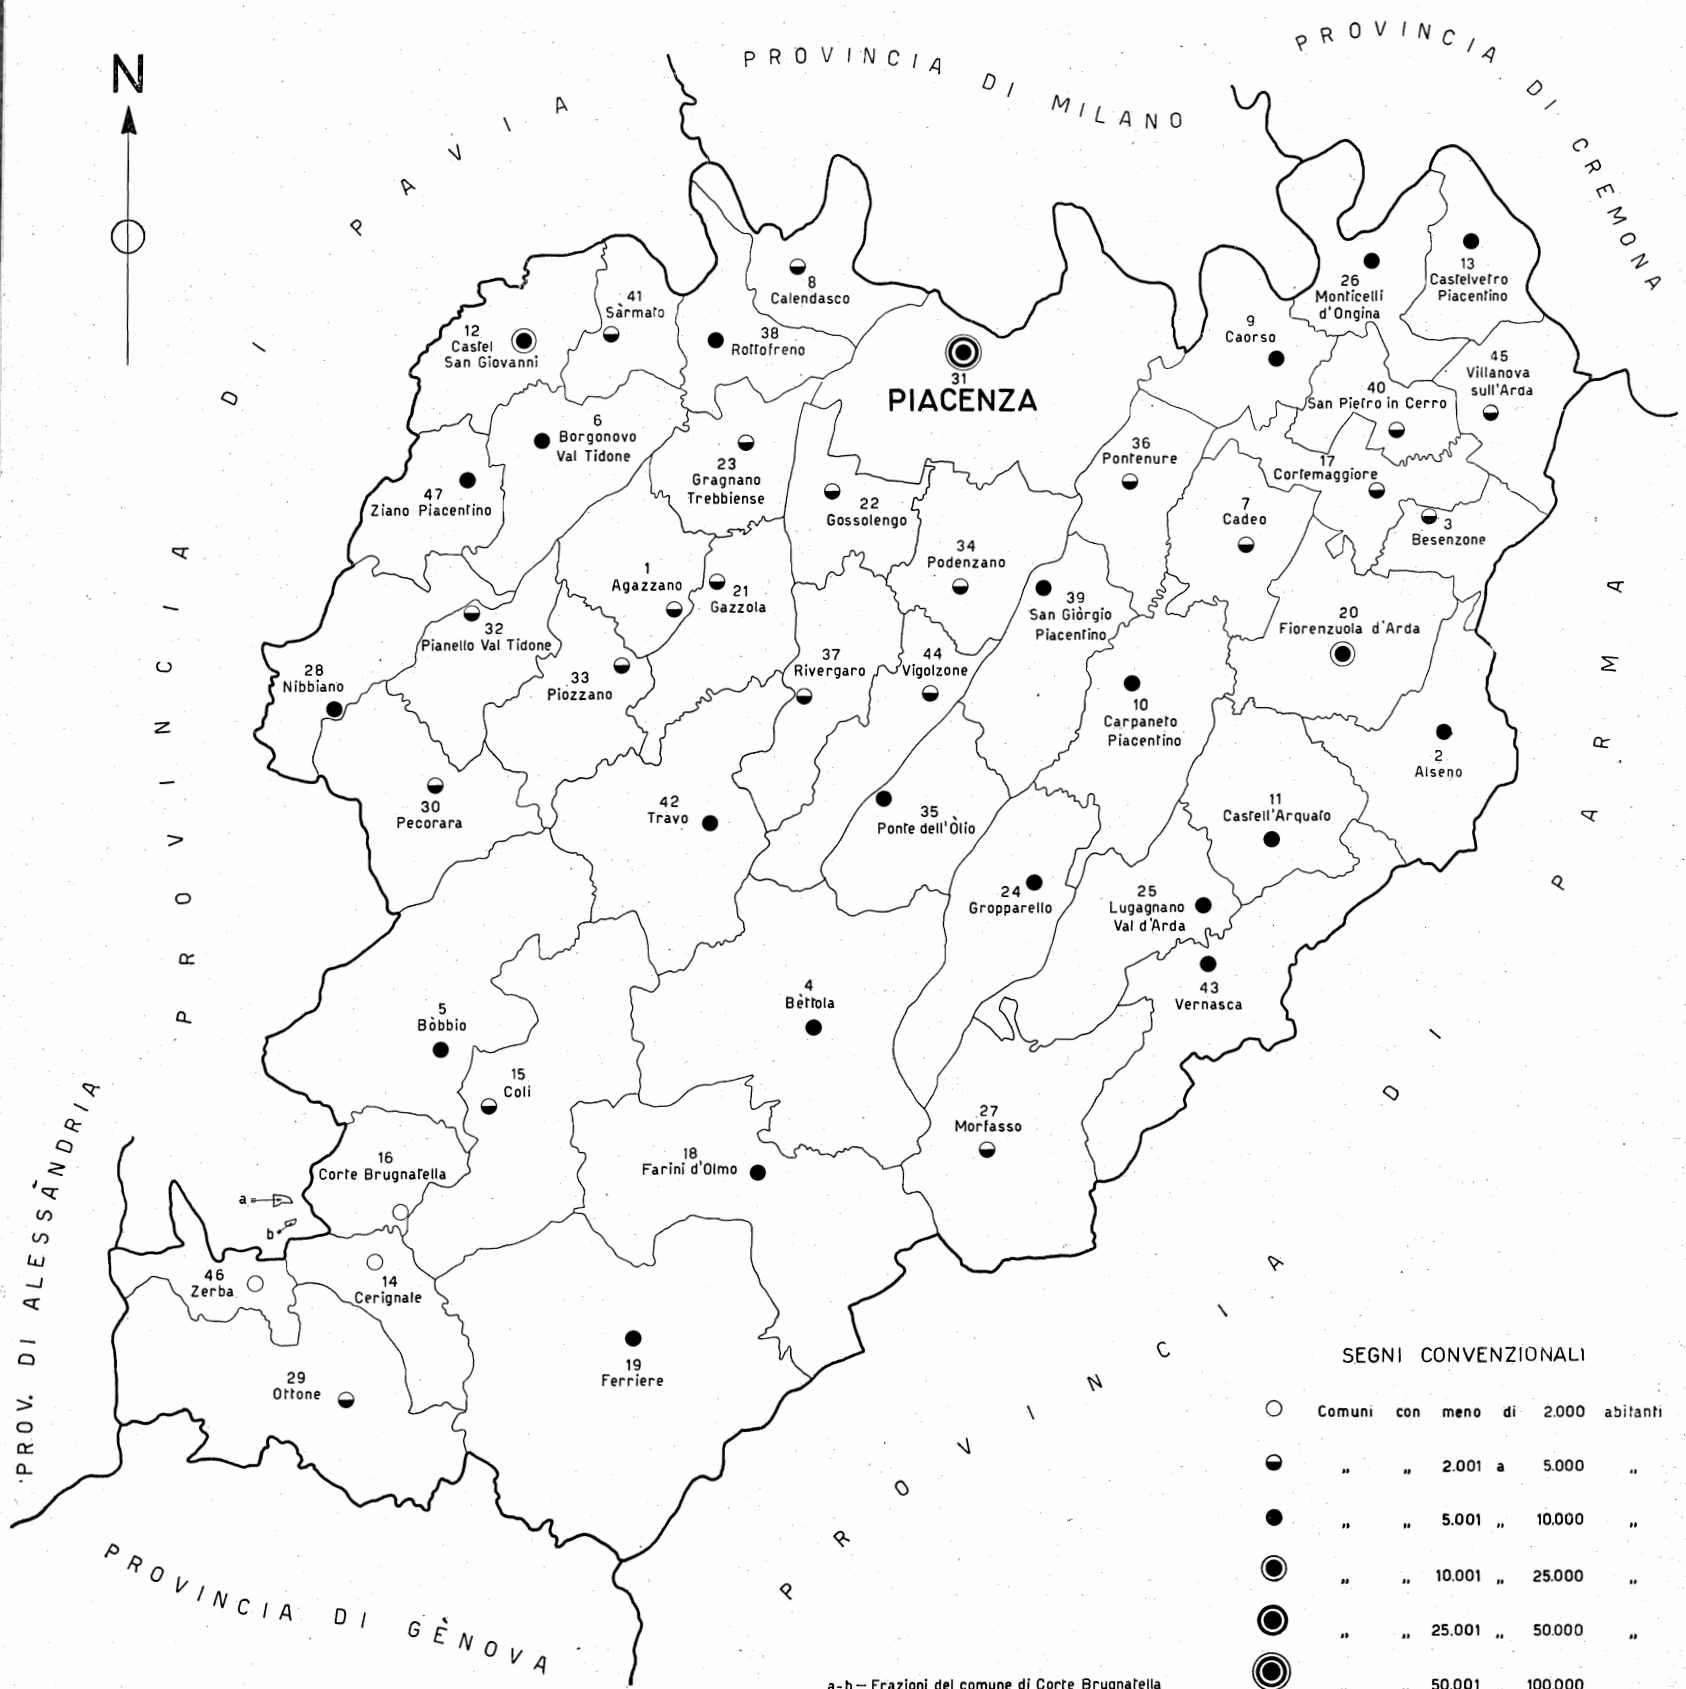 N
PROVINCIA DI PAVIA
PROVINCIA DI MILANO
PROVINCIA DI CREMONA
8
Calendasco
26
Monticelli
d'Ongina
13
Castelvetro
Piacentino
41
Sàrmato
12
Castel
San Giovanni
38
Rottofreno
9
Caorso
31
PIACENZA
45
Villanova
sull'Arda
40
San Pietro in Cerro
6
Borgonovo
Val Tidone
36
Pontenure
23
Gragnano
Trebbiense
17
Cortemaggiore
47
Ziano Piacentino
22
Gossolengo
7
Cadeo
3
Besenzone
34
Podenzano
1
Agazzano
21
Gazzola
39
San Giòrgio
Piacentino
20
Fiorenzuola d'Arda
32
Pianello Val Tidone
28
Nibbiano
33
Piozzano
37
Rivergaro
44
Vigolzone
10
Carpaneto
Piacentino
2
Alseno
30
Pecorara
42
Travo
35
Ponte dell'Òlio
11
Castell'Arquato
24
Gropparello
25
Lugagnano
Val d'Arda
43
Vernasca
4
Bèttola
5
Bòbbio
15
Coli
27
Morfasso
16
Corte Brugnatella
18
Farini d'Olmo
a
b
46
Zerba
14
Cerignale
29
Ottone
19
Ferriere
PROV. DI ALESSÀNDRIA
PROVINCIA DI GÈNOVA
PROVINCIA DI PARMA
SEGNI CONVENZIONALI
Comuni con meno di 2.000 abitanti
„ „ 2.001 a 5.000 „
„ „ 5.001 „ 10.000 „
„ „ 10.001 „ 25.000 „
„ „ 25.001 „ 50.000 „
„ „ 50.001 „ 100.000 „
a-b — Frazioni del comune di Corte Brugnatella